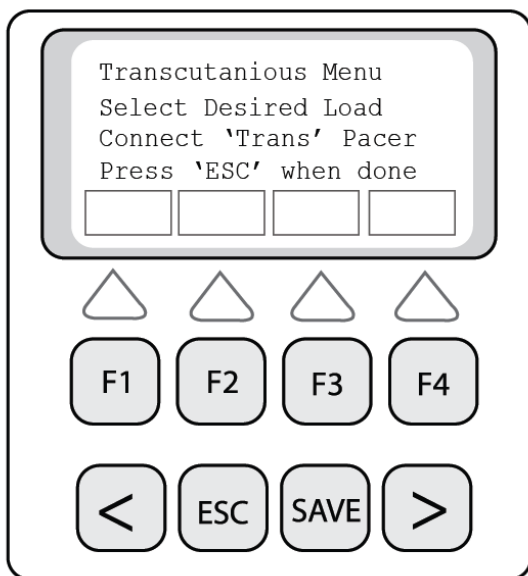 Transcutanious Menu
Select Desired Load
Connect ‘Trans’ Pacer
Press ‘ESC’ when done
F1 F2 F3 F4
< ESC SAVE >